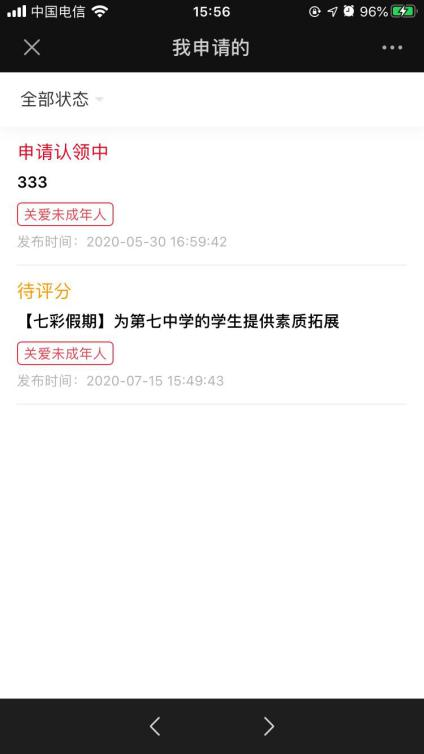 中国电信 15:56 96%
我申请的
全部状态
申请认领中
333
关爱未成年人
发布时间：2020-05-30 16:59:42
待评分
【七彩假期】为第七中学的学生提供素质拓展
关爱未成年人
发布时间：2020-07-15 15:49:43